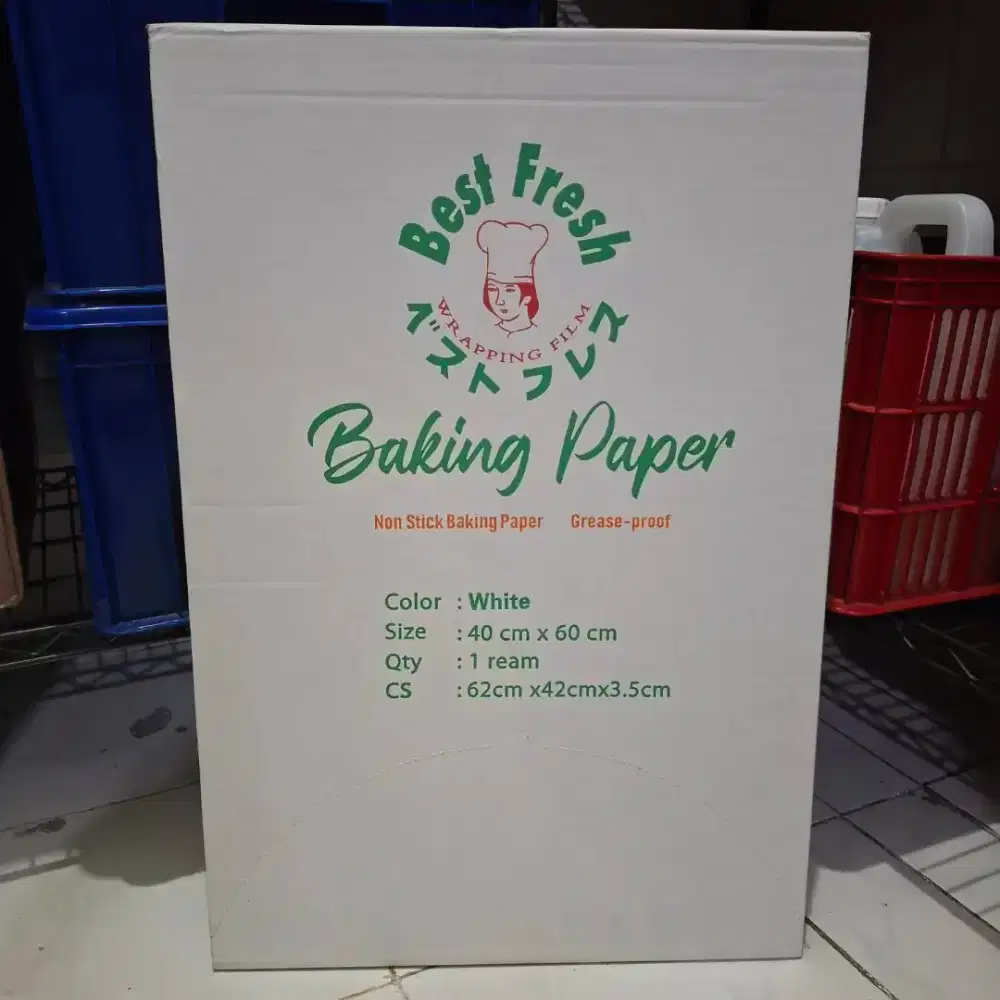 Best Fresh
WRAPPING FILM
ベストフレス
Baking Paper
Non Stick Baking Paper Grease-proof
Color : White
Size : 40 cm x 60 cm
Qty : 1 ream
CS : 62cm x42cmx3.5cm